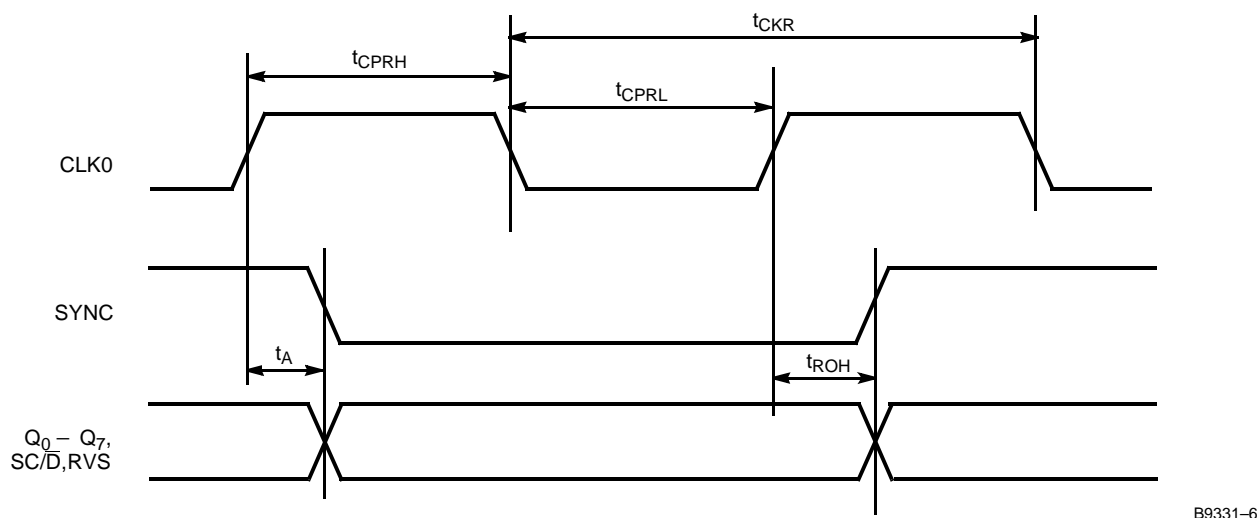 tCKR
tCPRH
tCPRL
CLK0
SYNC
tA
tROH
Q0 – Q7,
SC/D̅,RVS
B9331–6